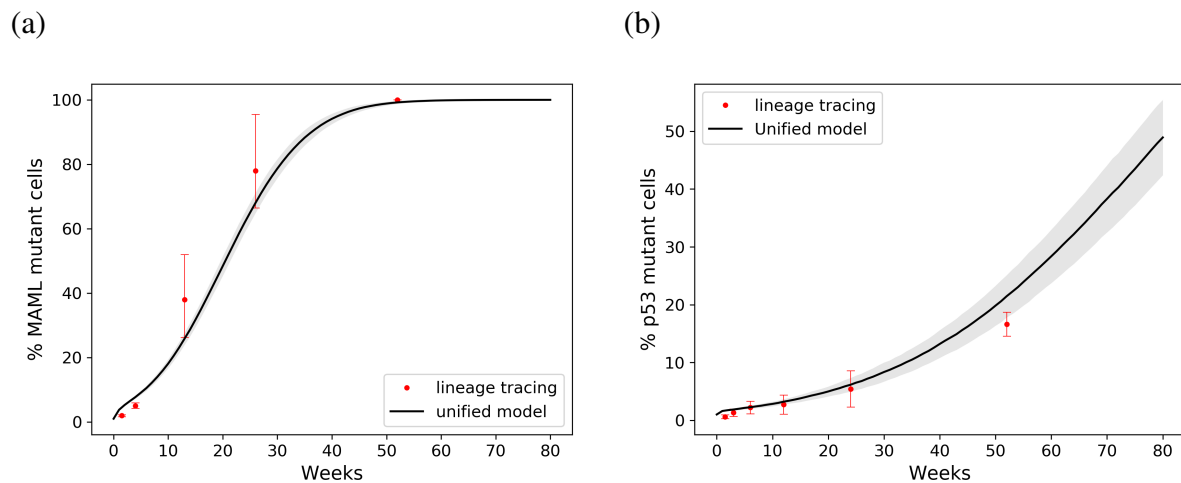 (a)
% MAML mutant cells
100
80
60
40
20
0
lineage tracing
unified model
0 10 20 30 40 50 60 70 80
Weeks
(b)
% p53 mutant cells
50
40
30
20
10
0
lineage tracing
Unified model
0 10 20 30 40 50 60 70 80
Weeks